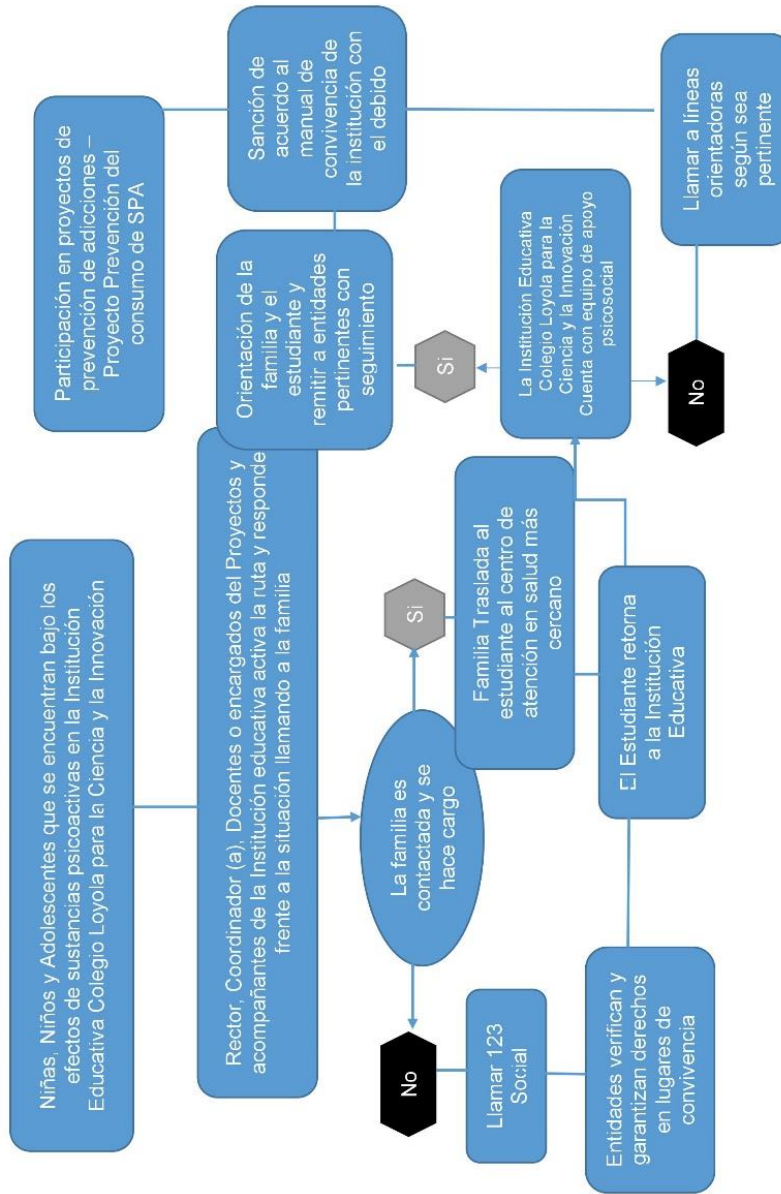 Niñas, Niños y Adolescentes que se encuentran bajo los
efectos de sustancias psicoactivas en la Institución
Educativa Colegio Loyola para la Ciencia y la Innovación
Rector, Coordinador (a), Docentes o encargados del Proyectos y
acompañantes de la Institución educativa activa la ruta y responde
frente a la situación llamando a la familia
La familia es
contactada y se
hace cargo
No
Llamar 123
Social
Entidades verifican y
garantizan derechos
en lugares de
convivencia
Si
Familia Traslada al
estudiante al centro de
atención en salud más
cercano
El Estudiante retorna
a la Institución
Educativa
La Institución Educativa
Colegio Loyola para la
Ciencia y la Innovación
Cuenta con equipo de apoyo
psicosocial
Si
Orientación de la
familia y el
estudiante y
remitir a entidades
pertinentes con
seguimiento
No
Llamar a líneas
orientadoras
según sea
pertinente
Sanción de
acuerdo al
manual de
convivencia de
la institución con
el debido
Participación en proyectos de
prevención de adicciones –
Proyecto Prevención del
consumo de SPA